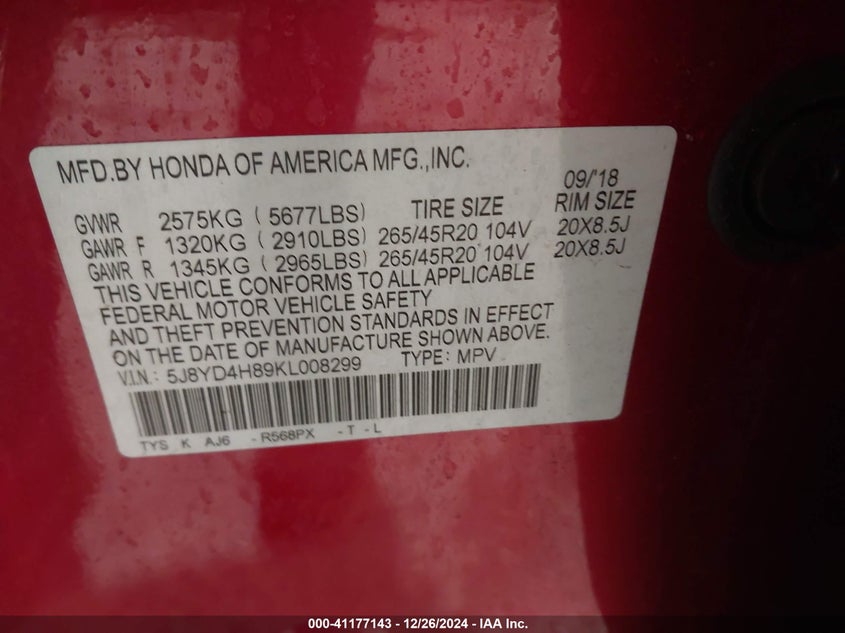 MFD.BY HONDA OF AMERICA MFG.,INC.
09/'18
GVWR 2575KG ( 5677LBS) TIRE SIZE RIM SIZE
GAWR F 1320KG ( 2910LBS) 265/45R20 104V 20X8.5J
GAWR R 1345KG ( 2965LBS) 265/45R20 104V 20X8.5J
THIS VEHICLE CONFORMS TO ALL APPLICABLE
FEDERAL MOTOR VEHICLE SAFETY
AND THEFT PREVENTION STANDARDS IN EFFECT
ON THE DATE OF MANUFACTURE SHOWN ABOVE.
V.I.N.: 5J8YD4H89KL008299 TYPE: MPV
TYS K AJ6 - R568PX - T - L
000-41177143 - 12/26/2024 - IAA Inc.